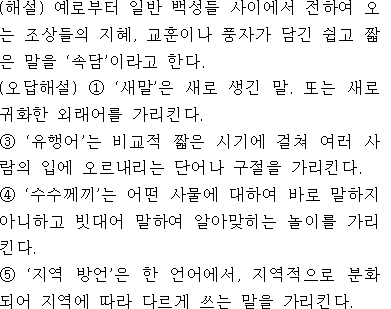 (해설) 예로부터 일반 백성들 사이에서 전하여 오
는 조상들의 지혜, 교훈이나 풍자가 담긴 쉽고 짧
은 말을 ‘속담’이라고 한다.
(오답해설) ① ‘새말’은 새로 생긴 말. 또는 새로
귀화한 외래어를 가리킨다.
③ ‘유행어’는 비교적 짧은 시기에 걸쳐 여러 사
람의 입에 오르내리는 단어나 구절을 가리킨다.
④ ‘수수께끼’는 어떤 사물에 대하여 바로 말하지
아니하고 빗대어 말하여 알아맞히는 놀이를 가리
킨다.
⑤ ‘지역 방언’은 한 언어에서, 지역적으로 분화
되어 지역에 따라 다르게 쓰는 말을 가리킨다.